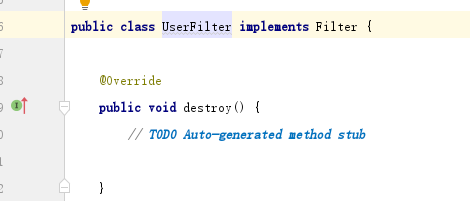 public class UserFilter implements Filter {
@Override
public void destroy() {
// TODO Auto-generated method stub
}